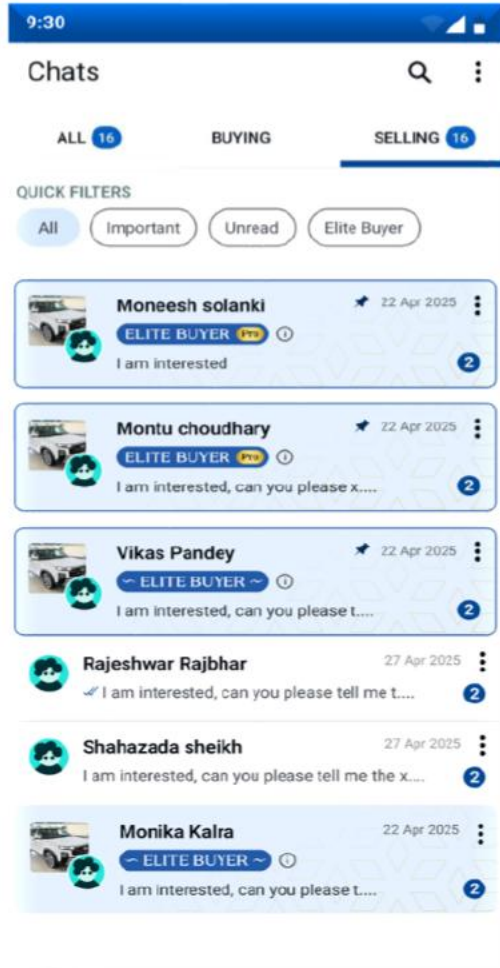 9:30
Chats
ALL 16 BUYING SELLING 16
QUICK FILTERS
All Important Unread Elite Buyer
Moneesh solanki 22 Apr 2025
ELITE BUYER Pro
I am interested 2
Montu choudhary 22 Apr 2025
ELITE BUYER Pro
I am interested, can you please x.... 2
Vikas Pandey 22 Apr 2025
ELITE BUYER
I am interested, can you please t.... 2
Rajeshwar Rajbhar 27 Apr 2025
I am interested, can you please tell me t.... 2
Shahazada sheikh 27 Apr 2025
I am interested, can you please tell me the x.... 2
Monika Kalra 22 Apr 2025
ELITE BUYER
I am interested, can you please t.... 2